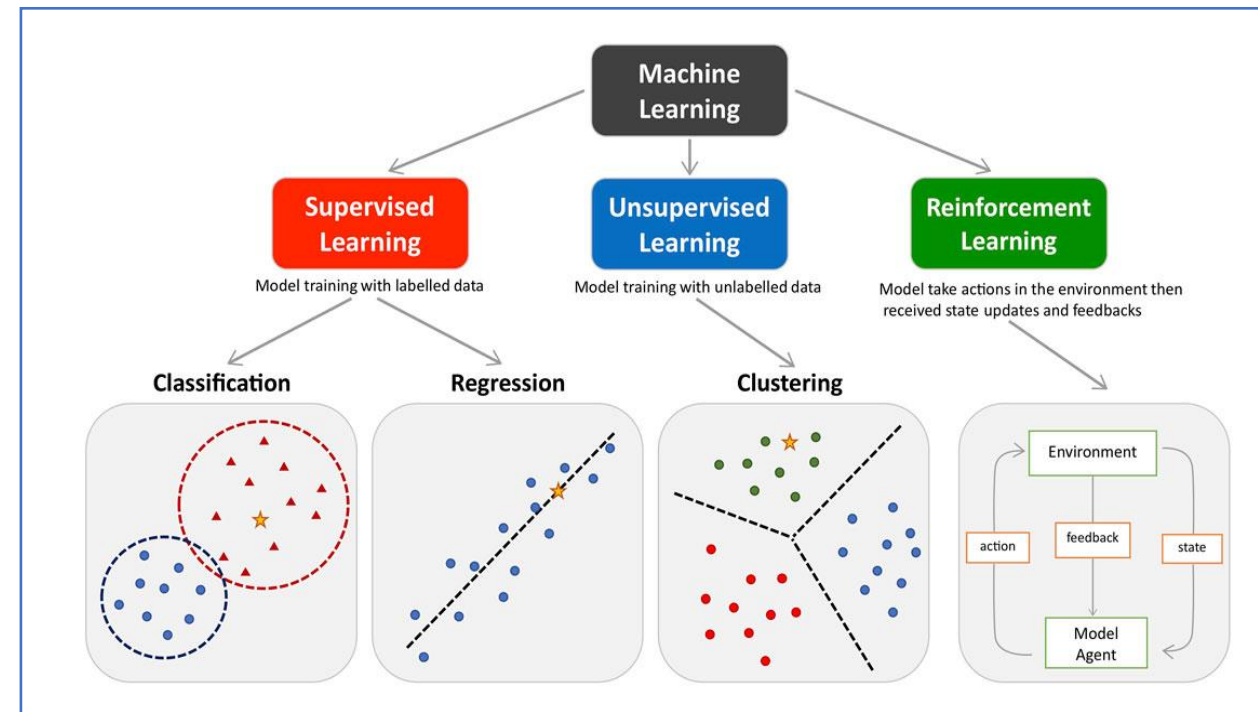 Machine
Learning
Supervised
Learning
Unsupervised
Learning
Reinforcement
Learning
Model training with labelled data
Model training with unlabelled data
Model take actions in the environment then
received state updates and feedbacks
Classification
Regression
Clustering
Environment
action
feedback
state
Model
Agent